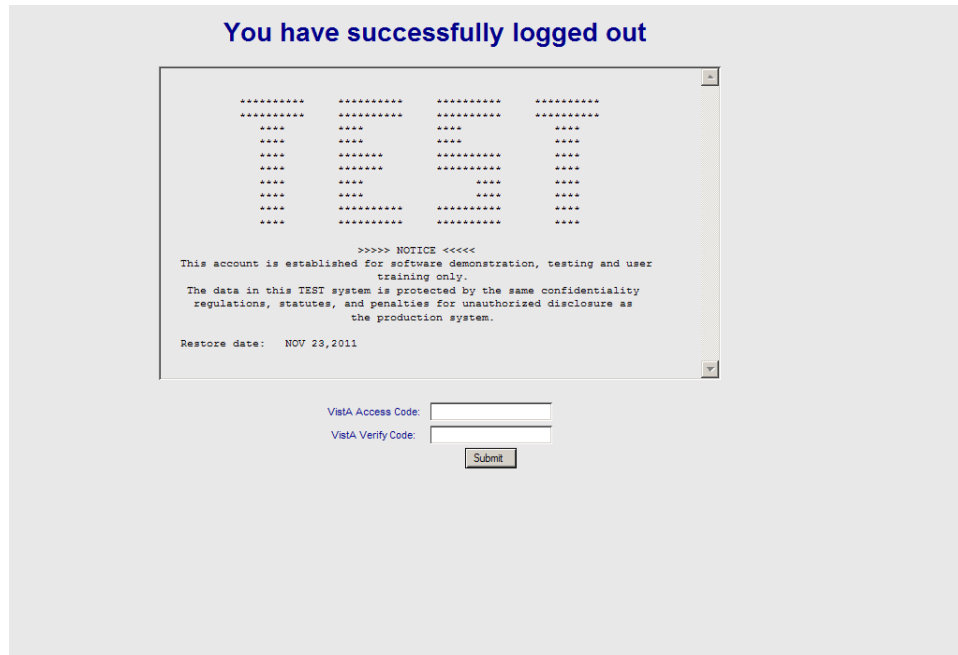 You have successfully logged out
********** ********** ********** **********
********** ********** ********** **********
**** **** **** ****
**** **** **** ****
**** ******* ********** ****
**** ******* ********** ****
**** **** **** ****
**** **** **** ****
**** ********** ********** ****
**** ********** ********** ****
>>>>> NOTICE <<<<<
This account is established for software demonstration, testing and user
training only.
The data in this TEST system is protected by the same confidentiality
regulations, statutes, and penalties for unauthorized disclosure as
the production system.
Restore date: NOV 23,2011
VistA Access Code:
VistA Verify Code:
Submit